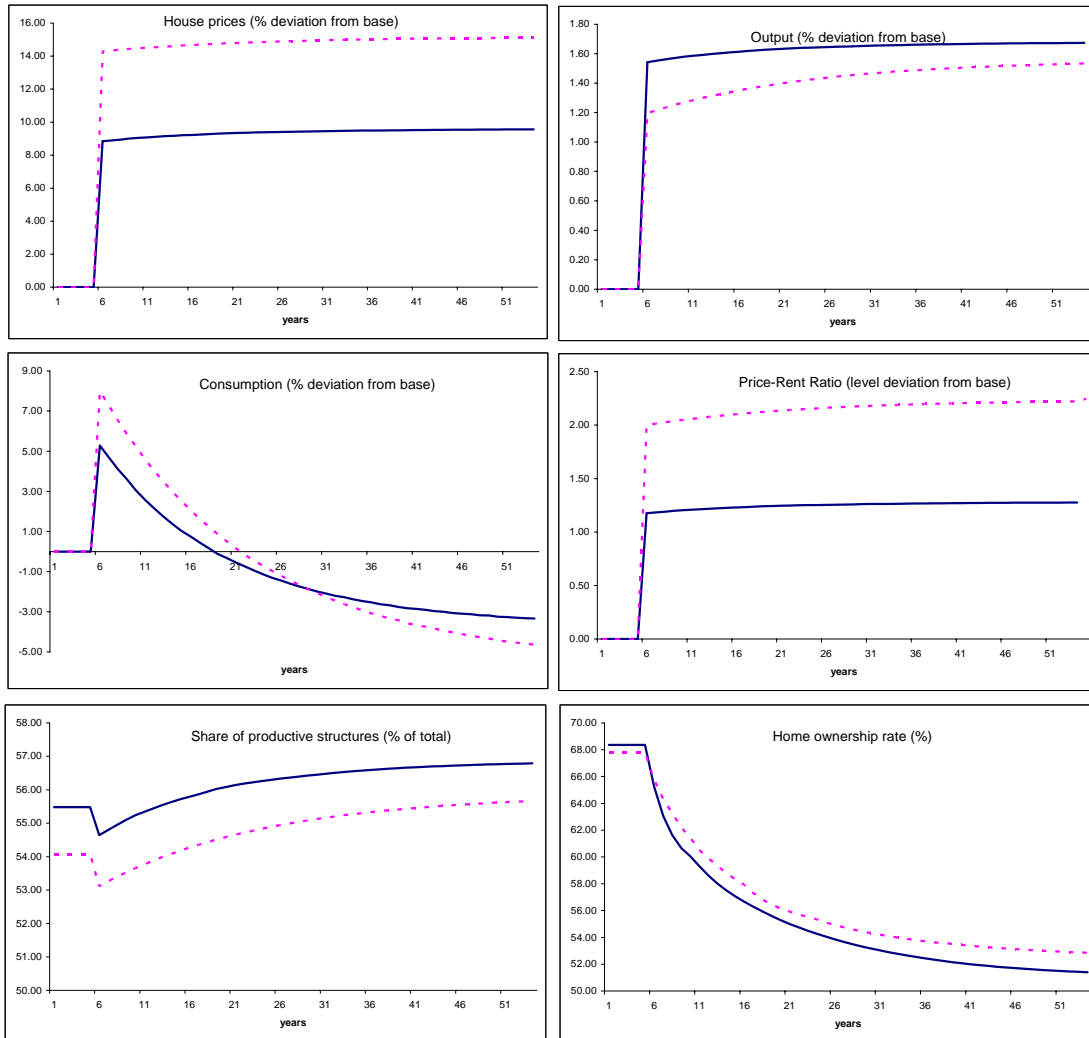 House prices (% deviation from base)
16.00
14.00
12.00
10.00
8.00
6.00
4.00
2.00
0.00
1 6 11 16 21 26 31 36 41 46 51
years
Output (% deviation from base)
1.80
1.60
1.40
1.20
1.00
0.80
0.60
0.40
0.20
0.00
1 6 11 16 21 26 31 36 41 46 51
years
Consumption (% deviation from base)
9.00
7.00
5.00
3.00
1.00
-1.00
-3.00
-5.00
1 6 11 16 21 26 31 36 41 46 51
years
Price-Rent Ratio (level deviation from base)
2.50
2.00
1.50
1.00
0.50
0.00
1 6 11 16 21 26 31 36 41 46 51
years
Share of productive structures (% of total)
58.00
57.00
56.00
55.00
54.00
53.00
52.00
51.00
50.00
1 6 11 16 21 26 31 36 41 46 51
years
Home ownership rate (%)
70.00
68.00
66.00
64.00
62.00
60.00
58.00
56.00
54.00
52.00
50.00
1 6 11 16 21 26 31 36 41 46 51
years